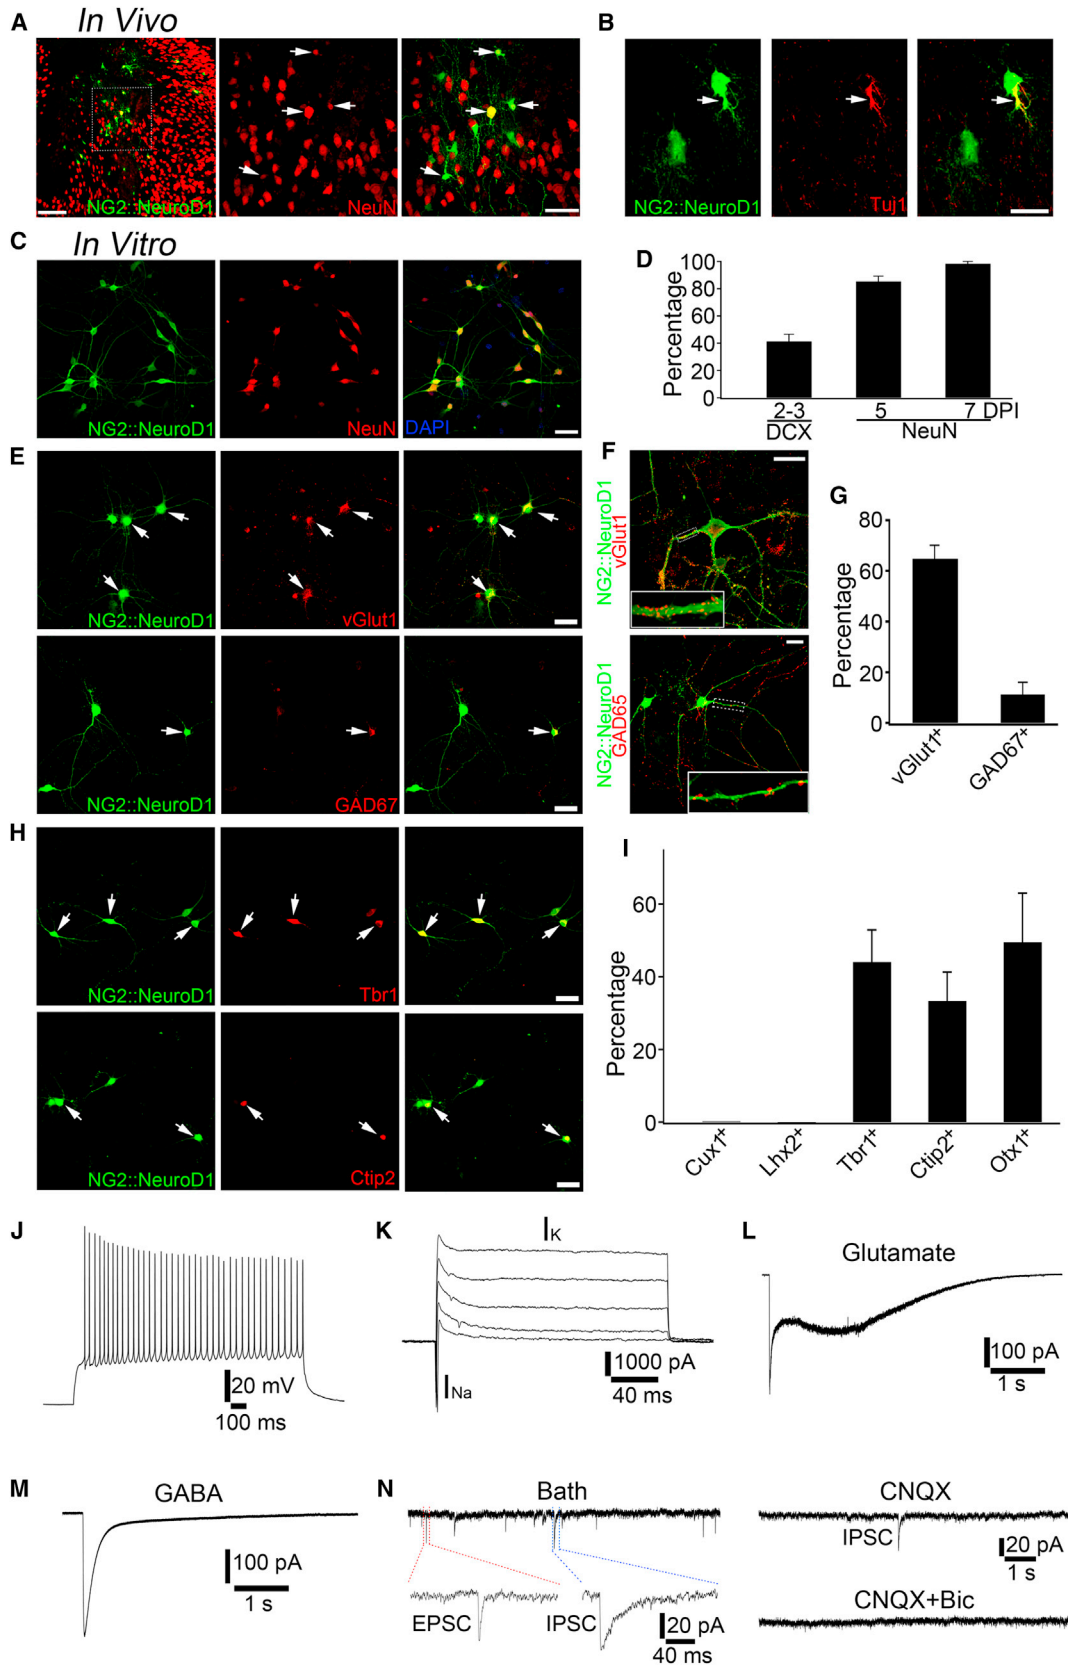 A
In Vivo
NG2::NeuroD1
NeuN
B
NG2::NeuroD1
Tuj1
C
In Vitro
NG2::NeuroD1
NeuN
DAPI
D
Percentage
100
80
60
40
20
0
2-3
5
7 DPI
DCX
NeuN
E
NG2::NeuroD1
vGlut1
NG2::NeuroD1
GAD67
F
NG2::NeuroD1
vGlut1
NG2::NeuroD1
GAD65
G
Percentage
80
60
40
20
0
vGlut1+
GAD67+
H
NG2::NeuroD1
Tbr1
NG2::NeuroD1
Ctip2
I
Percentage
60
40
20
0
Cux1+
Lhx2+
Tbr1+
Ctip2+
Otx1+
J
20 mV
100 ms
K
IK
INa
1000 pA
40 ms
L
Glutamate
100 pA
1 s
M
GABA
100 pA
1 s
N
Bath
EPSC
IPSC
20 pA
40 ms
CNQX
IPSC
20 pA
1 s
CNQX+Bic